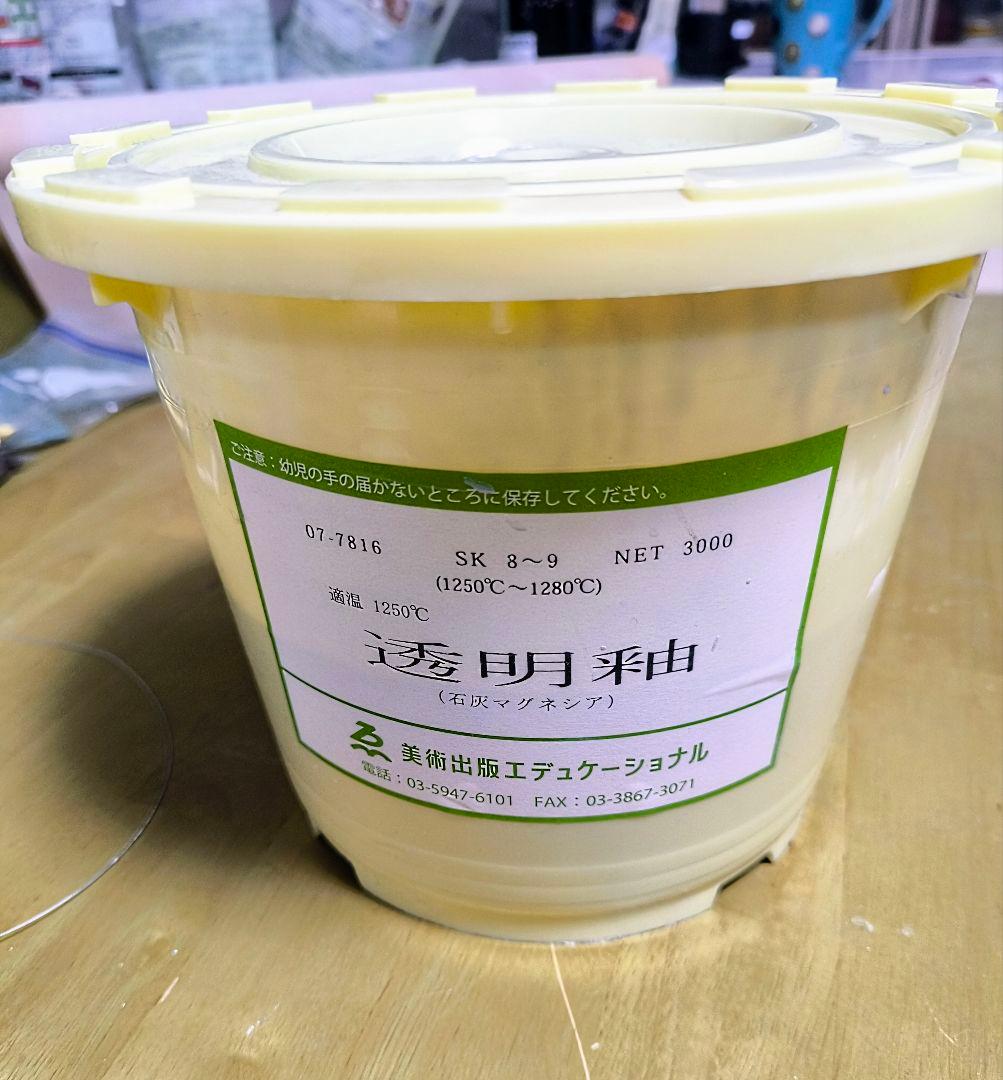 ご注意：幼児の手の届かないところに保存してください。
07-7816 SK 8～9 NET 3000
(1250℃～1280℃)
適温 1250℃
透明釉
（石灰マグネシア）
美術出版エデュケーショナル
電話：03-5947-6101 FAX：03-3867-3071